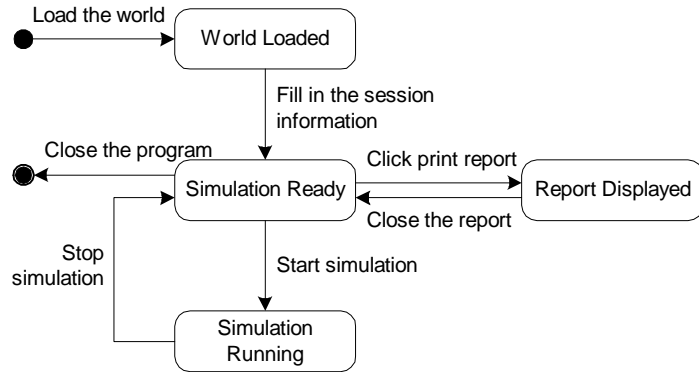 Load the world
World Loaded
Fill in the session
information
Close the program
Simulation Ready
Click print report
Report Displayed
Close the report
Stop
simulation
Start simulation
Simulation
Running